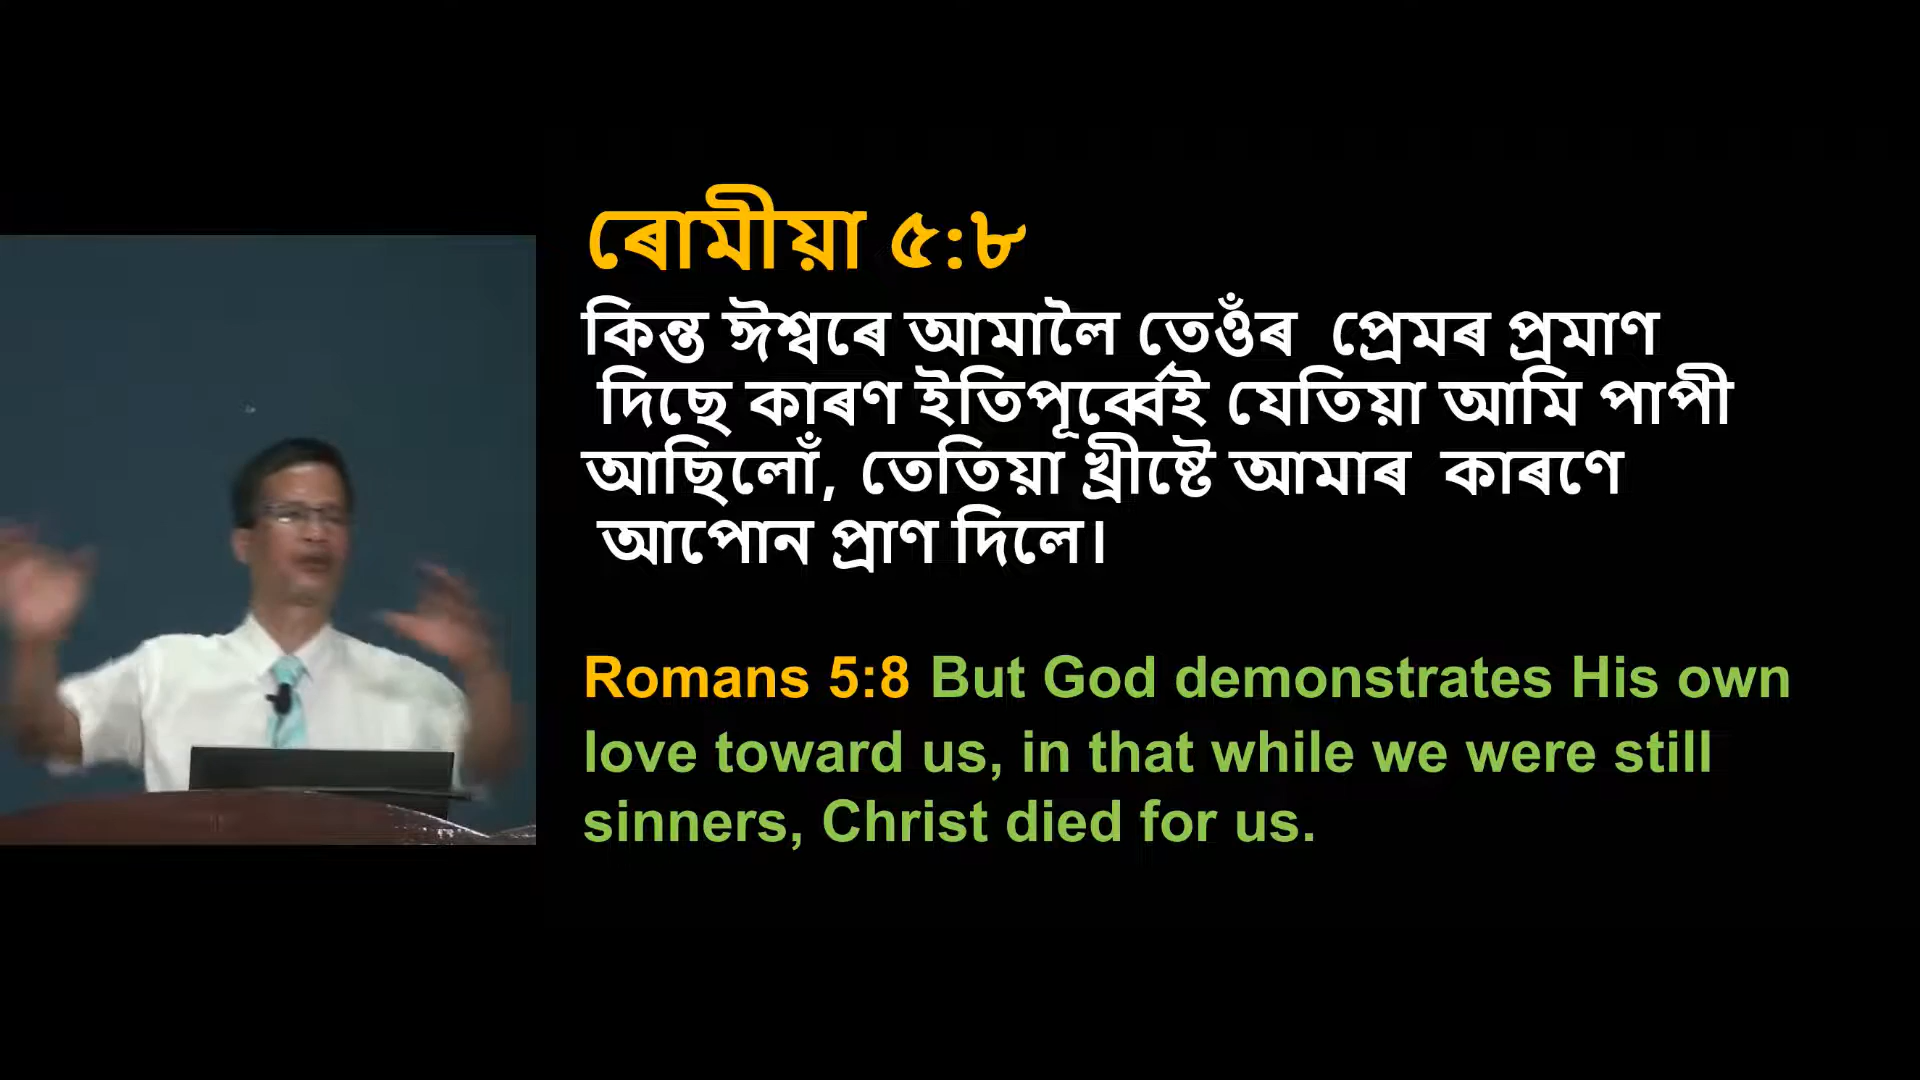 ৰোমীয়া ৫:৮
কিন্ত ঈশ্বৰে আমালৈ তেওঁৰ প্ৰেমৰ প্ৰমাণ
দিছে কাৰণ ইতিপূৰ্ব্বেই যেতিয়া আমি পাপী
আছিলোঁ, তেতিয়া খ্ৰীষ্টে আমাৰ কাৰণে
আপোন প্ৰাণ দিলে।
Romans 5:8 But God demonstrates His own
love toward us, in that while we were still
sinners, Christ died for us.